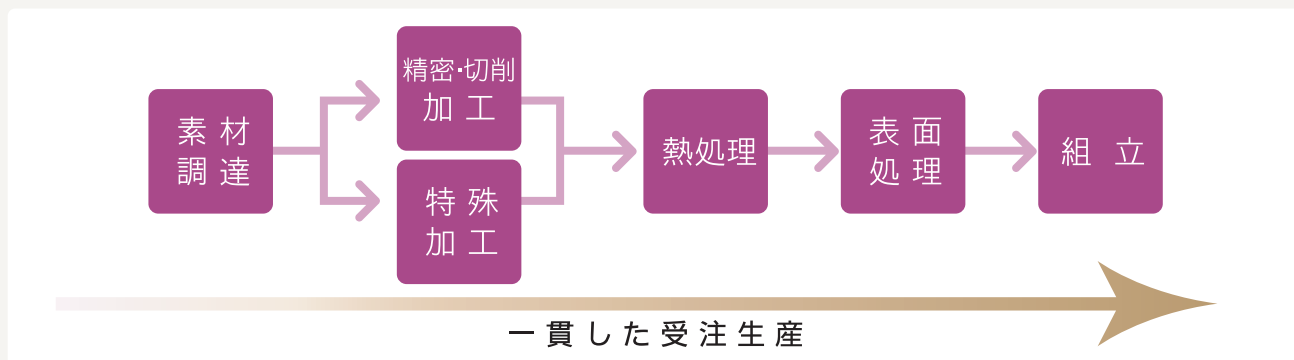 素材
調達
精密・切削
加工
特殊
加工
熱処理
表面
処理
組立
一貫した受注生産